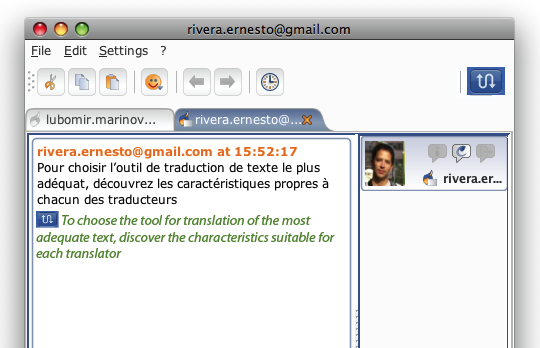 rivera.ernesto@gmail.com
File Edit Settings ?
lubomir.marinov... rivera.ernesto@...
rivera.ernesto@gmail.com at 15:52:17
Pour choisir l’outil de traduction de texte le plus
adéquat, découvrez les caractéristiques propres à
chacun des traducteurs
To choose the tool for translation of the most
adequate text, discover the characteristics suitable for
each translator
rivera.er...